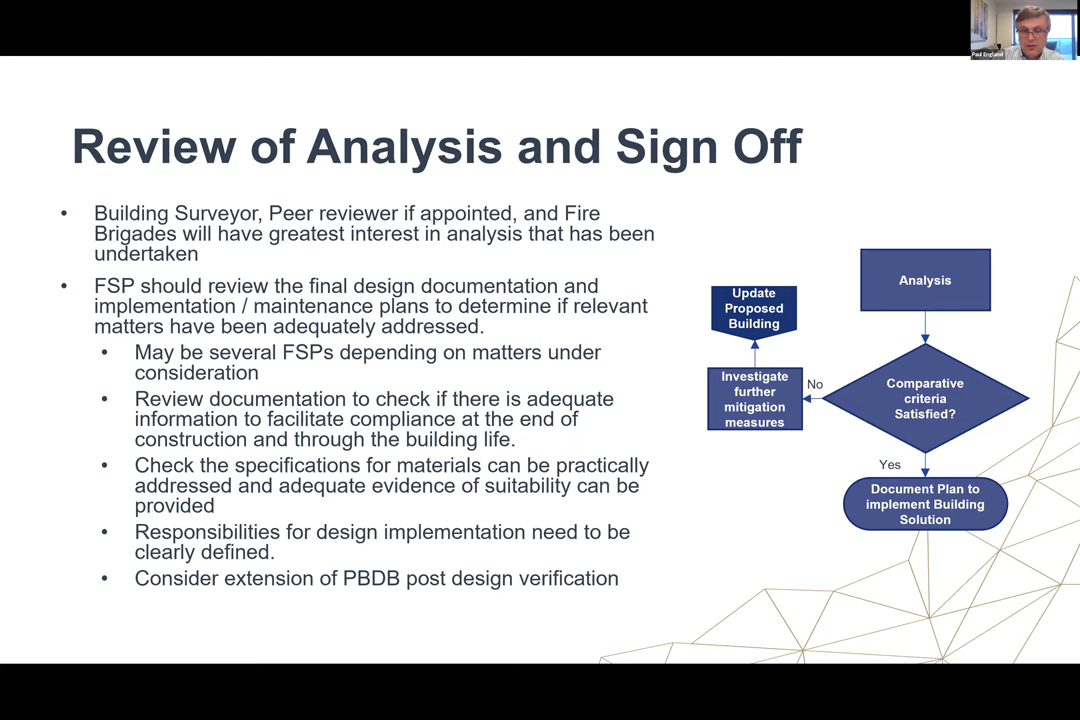 Paul England
Review of Analysis and Sign Off
• Building Surveyor, Peer reviewer if appointed, and Fire
Brigades will have greatest interest in analysis that has been
undertaken
• FSP should review the final design documentation and
implementation / maintenance plans to determine if relevant
matters have been adequately addressed.
• May be several FSPs depending on matters under
consideration
• Review documentation to check if there is adequate
information to facilitate compliance at the end of
construction and through the building life.
• Check the specifications for materials can be practically
addressed and adequate evidence of suitability can be
provided
• Responsibilities for design implementation need to be
clearly defined.
• Consider extension of PBDB post design verification
Analysis
Update
Proposed
Building
Comparative
criteria
Satisfied?
No
Investigate
further
mitigation
measures
Yes
Document Plan to
implement Building
Solution